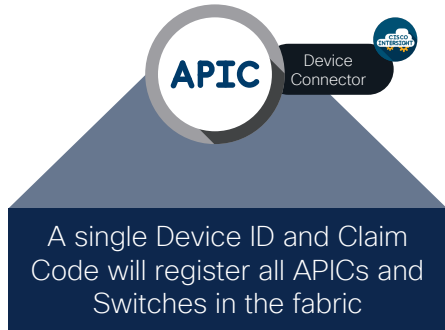 CISCO
INTERSIGHT
APIC
Device
Connector
A single Device ID and Claim
Code will register all APICs and
Switches in the fabric